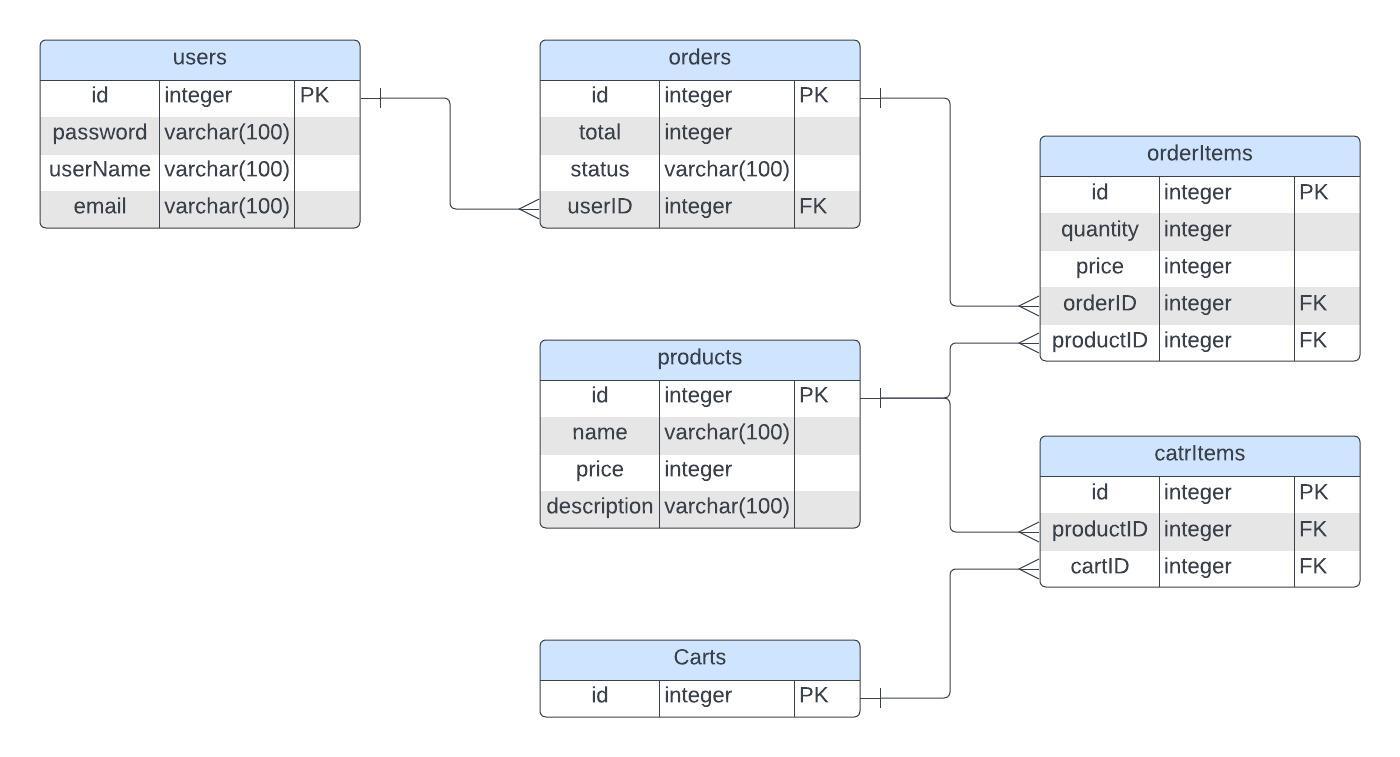 users
id integer PK
password varchar(100)
userName varchar(100)
email varchar(100)
orders
id integer PK
total integer
status varchar(100)
userID integer FK
orderItems
id integer PK
quantity integer
price integer
orderID integer FK
productID integer FK
products
id integer PK
name varchar(100)
price integer
description varchar(100)
catrItems
id integer PK
productID integer FK
cartID integer FK
Carts
id integer PK